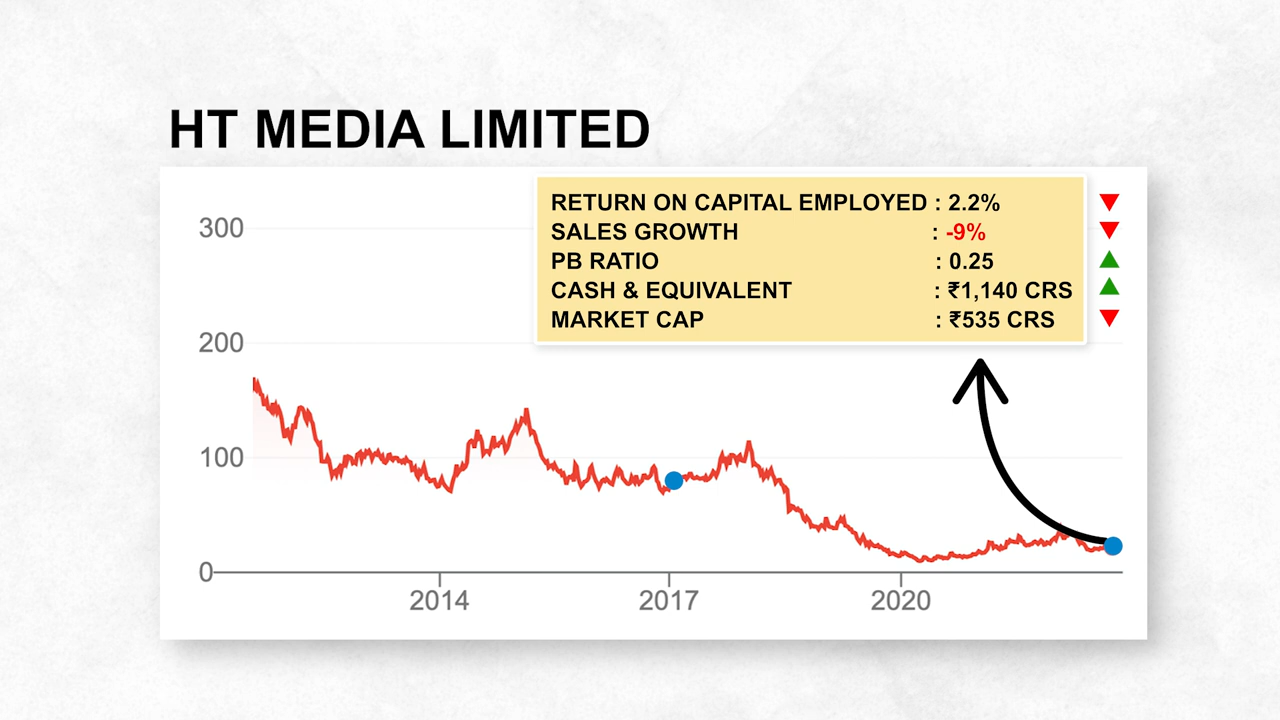 HT MEDIA LIMITED
RETURN ON CAPITAL EMPLOYED : 2.2%
SALES GROWTH : -9%
PB RATIO : 0.25
CASH & EQUIVALENT : ₹1,140 CRS
MARKET CAP : ₹535 CRS
300
200
100
0
2014 2017 2020